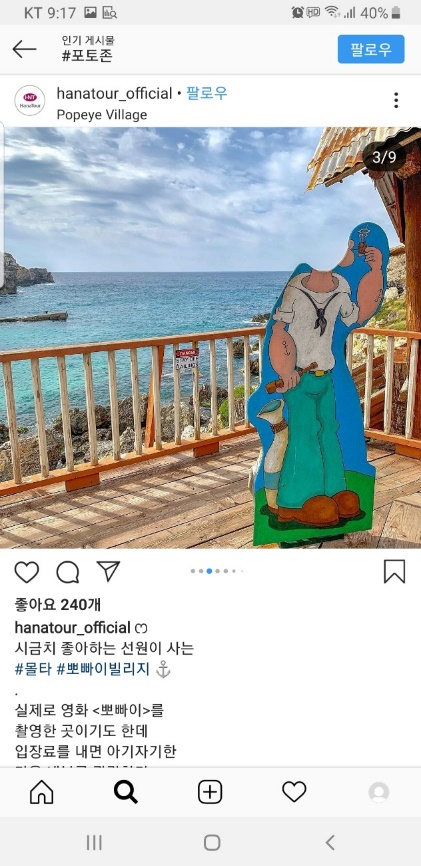 KT 9:17
HD 40%
인기 게시물
#포토존
팔로우
HNT
HanaTour
hanatour_official • 팔로우
Popeye Village
3/9
DANGER
좋아요 240개
hanatour_official ෆ
시금치 좋아하는 선원이 사는
#몰타 #뽀빠이빌리지 ⚓
.
실제로 영화 <뽀빠이>를
촬영한 곳이기도 한데
입장료를 내면 아기자기한